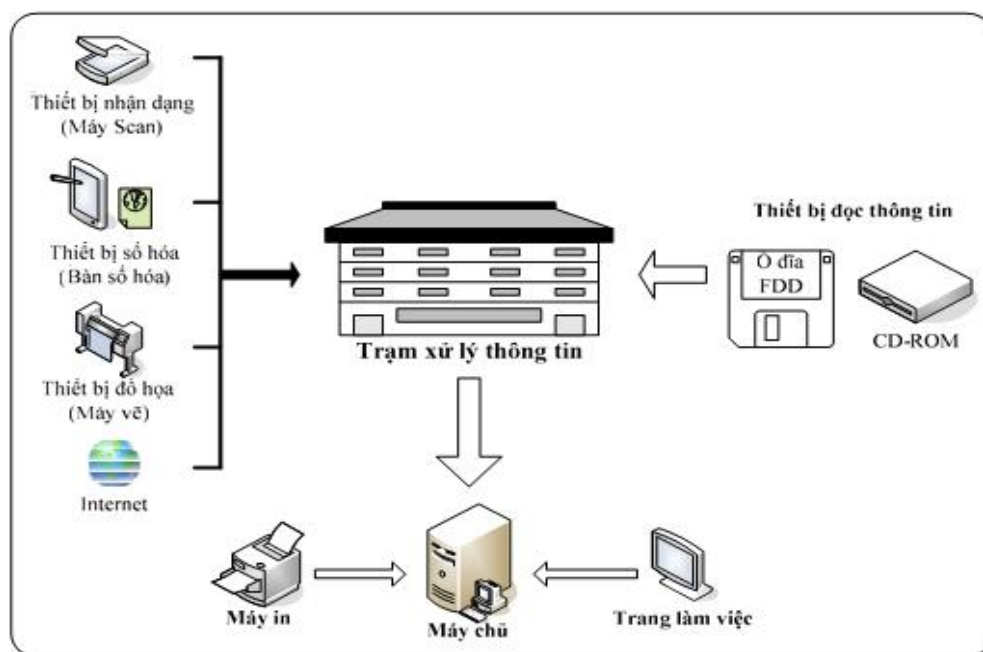 Thiết bị nhận dạng
(Máy Scan)
Thiết bị số hóa
(Bàn số hóa)
Thiết bị đồ họa
(Máy vẽ)
Internet
Trạm xử lý thông tin
Thiết bị đọc thông tin
Ổ đĩa
FDD
CD-ROM
Máy in
Máy chủ
Trang làm việc